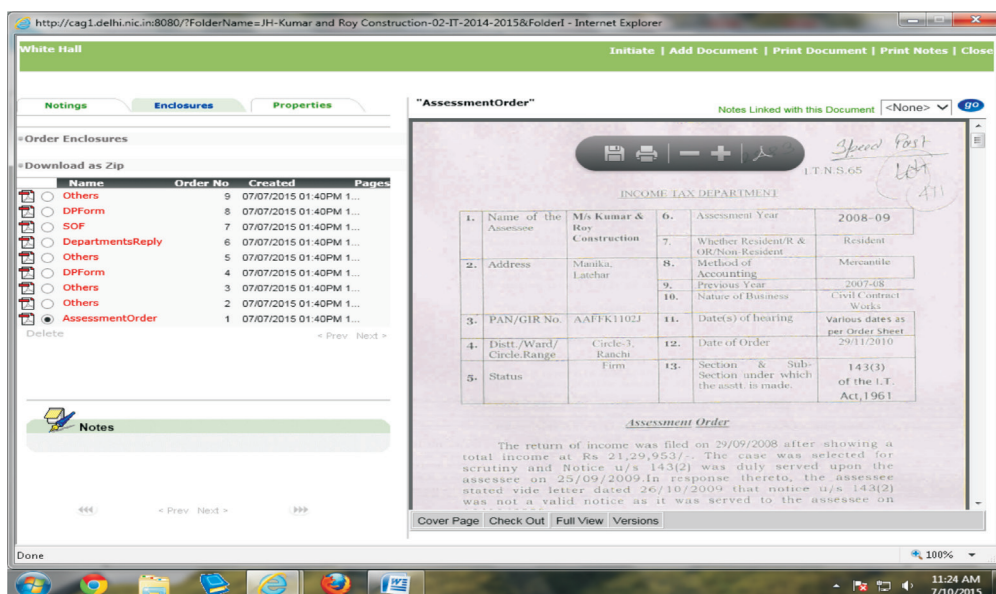 http://cag1.delhi.nic.in:8080/?FolderName=JH-Kumar and Roy Construction-02-IT-2014-2015&FolderI - Internet Explorer
White Hall
Initiate | Add Document | Print Document | Print Notes | Close
Notings Enclosures Properties
"AssessmentOrder"
Notes Linked with this Document <None> go
Order Enclosures
Download as Zip
Name Order No Created Pages
Others 9 07/07/2015 01:40PM 1...
DPForm 8 07/07/2015 01:40PM 1...
SOF 7 07/07/2015 01:40PM 1...
DepartmentsReply 6 07/07/2015 01:40PM 1...
Others 5 07/07/2015 01:40PM 1...
DPForm 4 07/07/2015 01:40PM 1...
Others 3 07/07/2015 01:40PM 1...
Others 2 07/07/2015 01:40PM 1...
AssessmentOrder 1 07/07/2015 01:40PM 1...
Delete < Prev Next >
Notes
< Prev Next >
Speed Post
I.T.N.S.65
INCOME TAX DEPARTMENT
1. Name of the Assessee M/s Kumar & Roy Construction 6. Assessment Year 2008-09
7. Whether Resident/R & OR/Non-Resident Resident
2. Address Manika, Latehar 8. Method of Accounting Mercantile
9. Previous Year 2007-08
10. Nature of Business Civil Contract Works
3. PAN/GIR No. AAFFK1102J 11. Date(s) of hearing Various dates as per Order Sheet
4. Distt./Ward/ Circle.Range Circle-3, Ranchi 12. Date of Order 29/11/2010
5. Status Firm 13. Section & Sub-Section under which the asstt. is made. 143(3) of the I.T. Act,1961
Assessment Order
The return of income was filed on 29/09/2008 after showing a
total income at Rs 21,29,953/-. The case was selected for
scrutiny and Notice u/s 143(2) was duly served upon the
assessee on 25/09/2009.In response thereto, the assessee
stated vide letter dated 26/10/2009 that notice u/s 143(2)
was not a valid notice as it was served to the assessee on
Cover Page Check Out Full View Versions
Done
100%
11:24 AM
7/10/2015